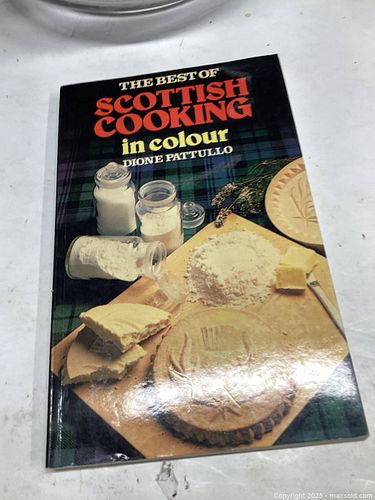 THE BEST OF
SCOTTISH
COOKING
in colour
DIONE PATTULLO
Copyright 2025 - maxsold.com